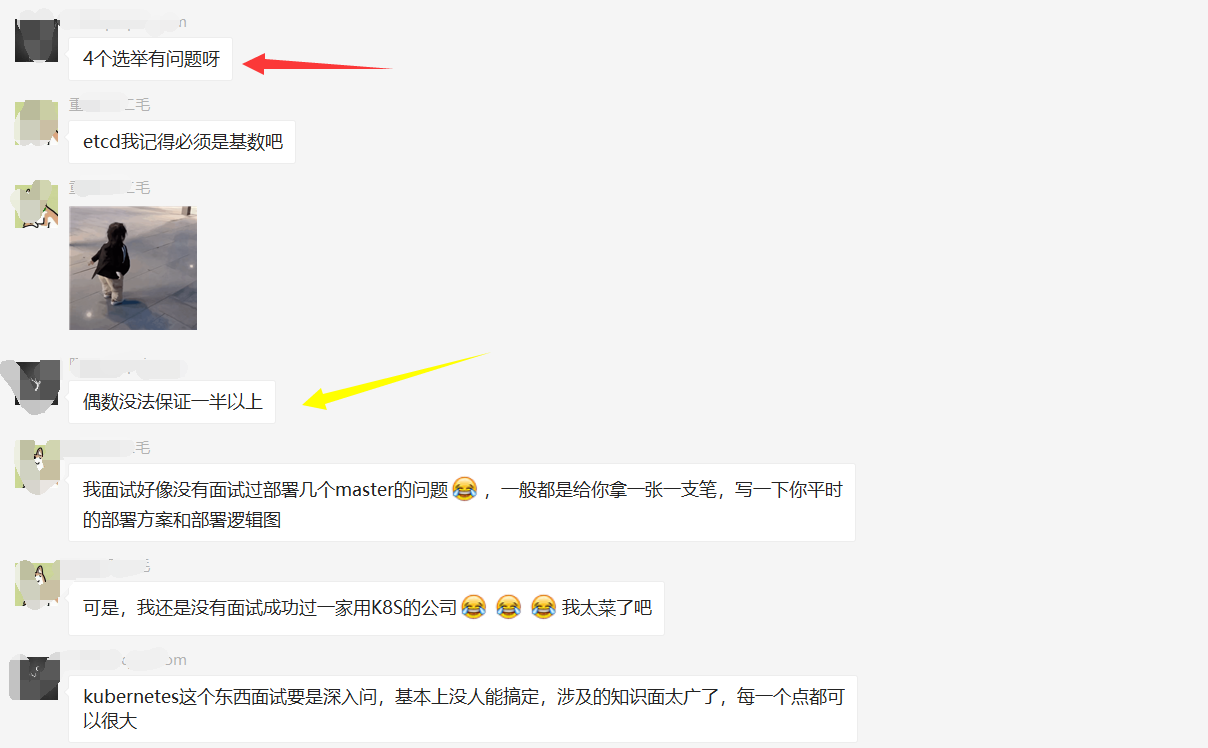 4个选举有问题呀
二毛
etcd我记得必须是基数吧
二毛
偶数没法保证一半以上
毛
我面试好像没有面试过部署几个master的问题😂，一般都是给你拿一张一支笔，写一下你平时
的部署方案和部署逻辑图
毛
可是，我还是没有面试成功过一家用K8S的公司😂😂😂我太菜了吧
om
kubernetes这个东西面试要是深入问，基本上没人能搞定，涉及的知识面太广了，每一个点都可
以很大